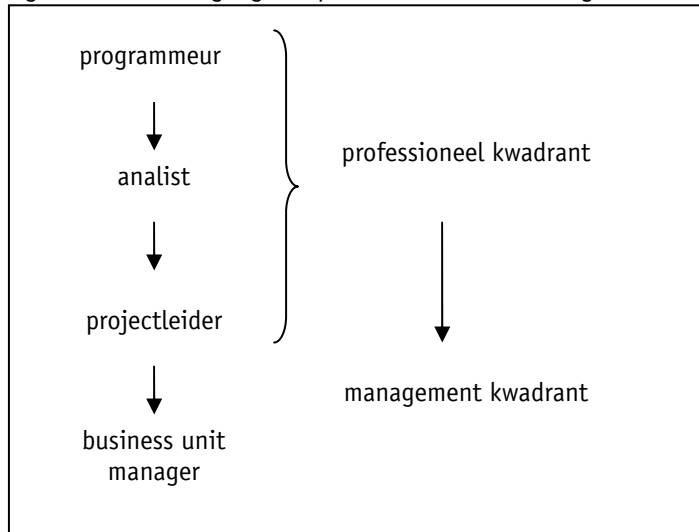 programmeur
analist
projectleider
business unit
manager
professioneel kwadrant
management kwadrant